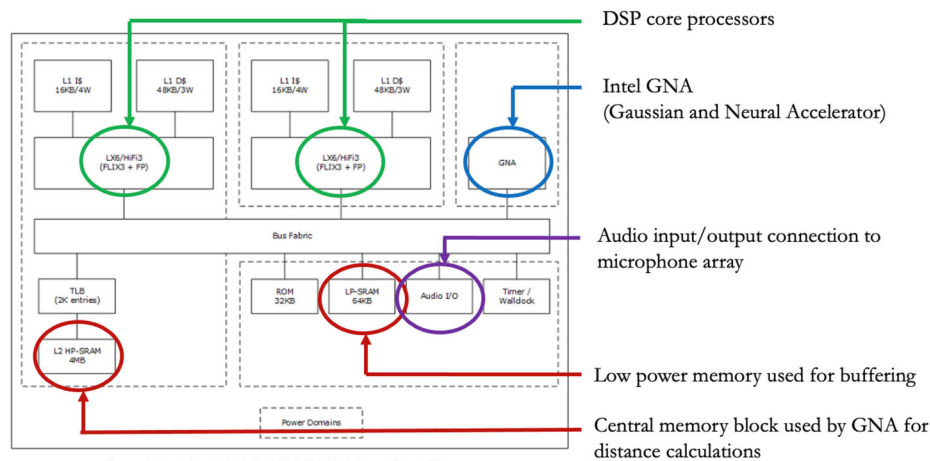 DSP core processors
Intel GNA
(Gaussian and Neural Accelerator)
L1 I$
16KB/4W
L1 D$
48KB/3W
L1 I$
16KB/4W
L1 D$
48KB/3W
LX6/HiFi3
(FLIX3 + FP)
LX6/HiFi3
(FLIX3 + FP)
GNA
Bus Fabric
Audio input/output connection to
microphone array
TLB
(2K entries)
ROM
32KB
LP-SRAM
64KB
Audio I/O
Timer /
Wallclock
L2 HP-SRAM
4MB
Low power memory used for buffering
Power Domains
Central memory block used by GNA for
distance calculations